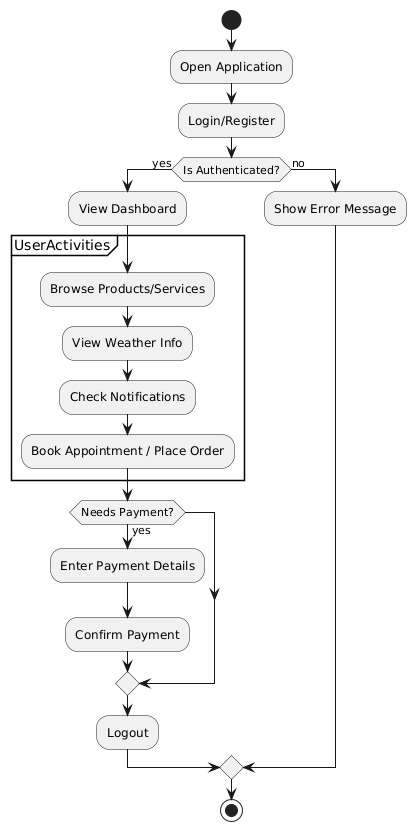 Open Application
Login/Register
Is Authenticated?
yes
no
View Dashboard
Show Error Message
UserActivities
Browse Products/Services
View Weather Info
Check Notifications
Book Appointment / Place Order
Needs Payment?
yes
Enter Payment Details
Confirm Payment
Logout